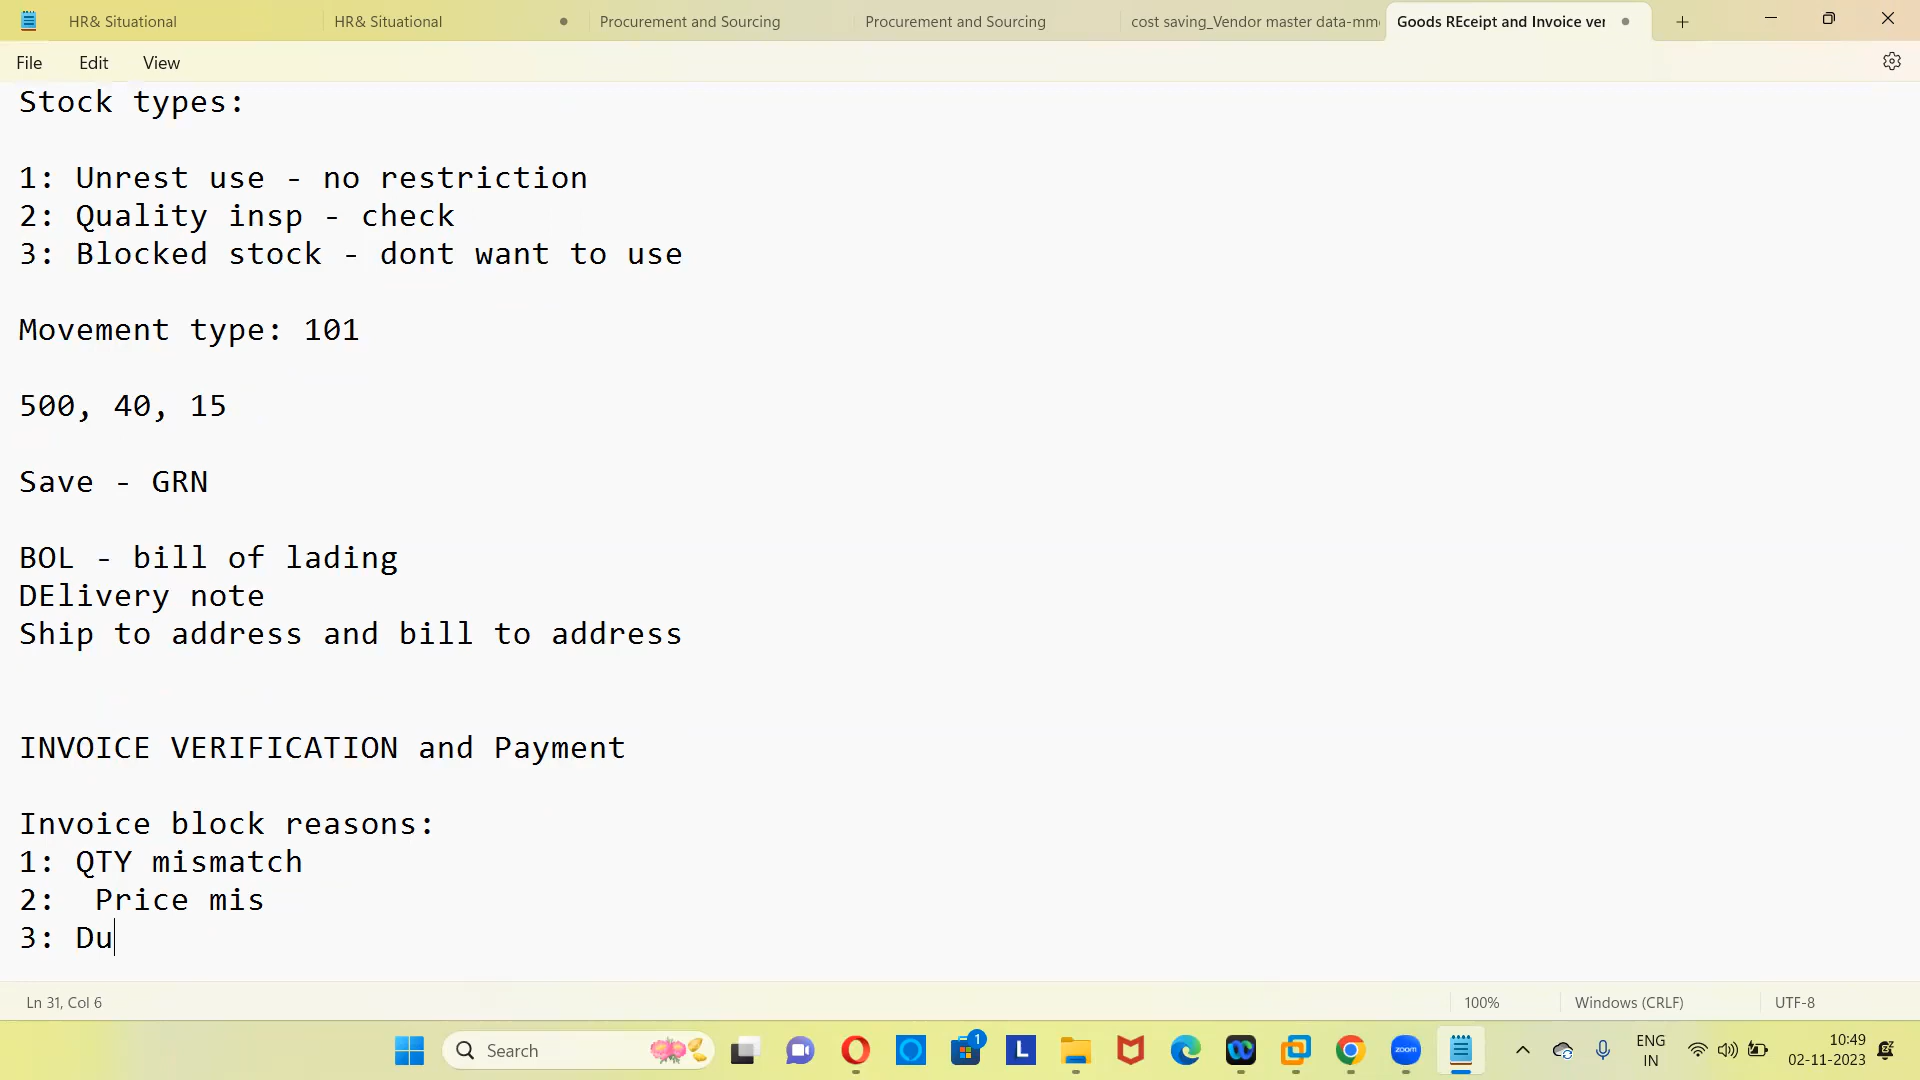 HR& Situational
HR& Situational
Procurement and Sourcing
Procurement and Sourcing
cost saving_Vendor master data-mm
Goods REceipt and Invoice ver
File
Edit
View
Stock types:
1: Unrest use - no restriction
2: Quality insp - check
3: Blocked stock - dont want to use
Movement type: 101
500, 40, 15
Save - GRN
BOL - bill of lading
DElivery note
Ship to address and bill to address
INVOICE VERIFICATION and Payment
Invoice block reasons:
1: QTY mismatch
2:  Price mis
3: Du
Ln 31, Col 6
100%
Windows (CRLF)
UTF-8
Search
1
L
zoom
ENG
IN
10:49
02-11-2023